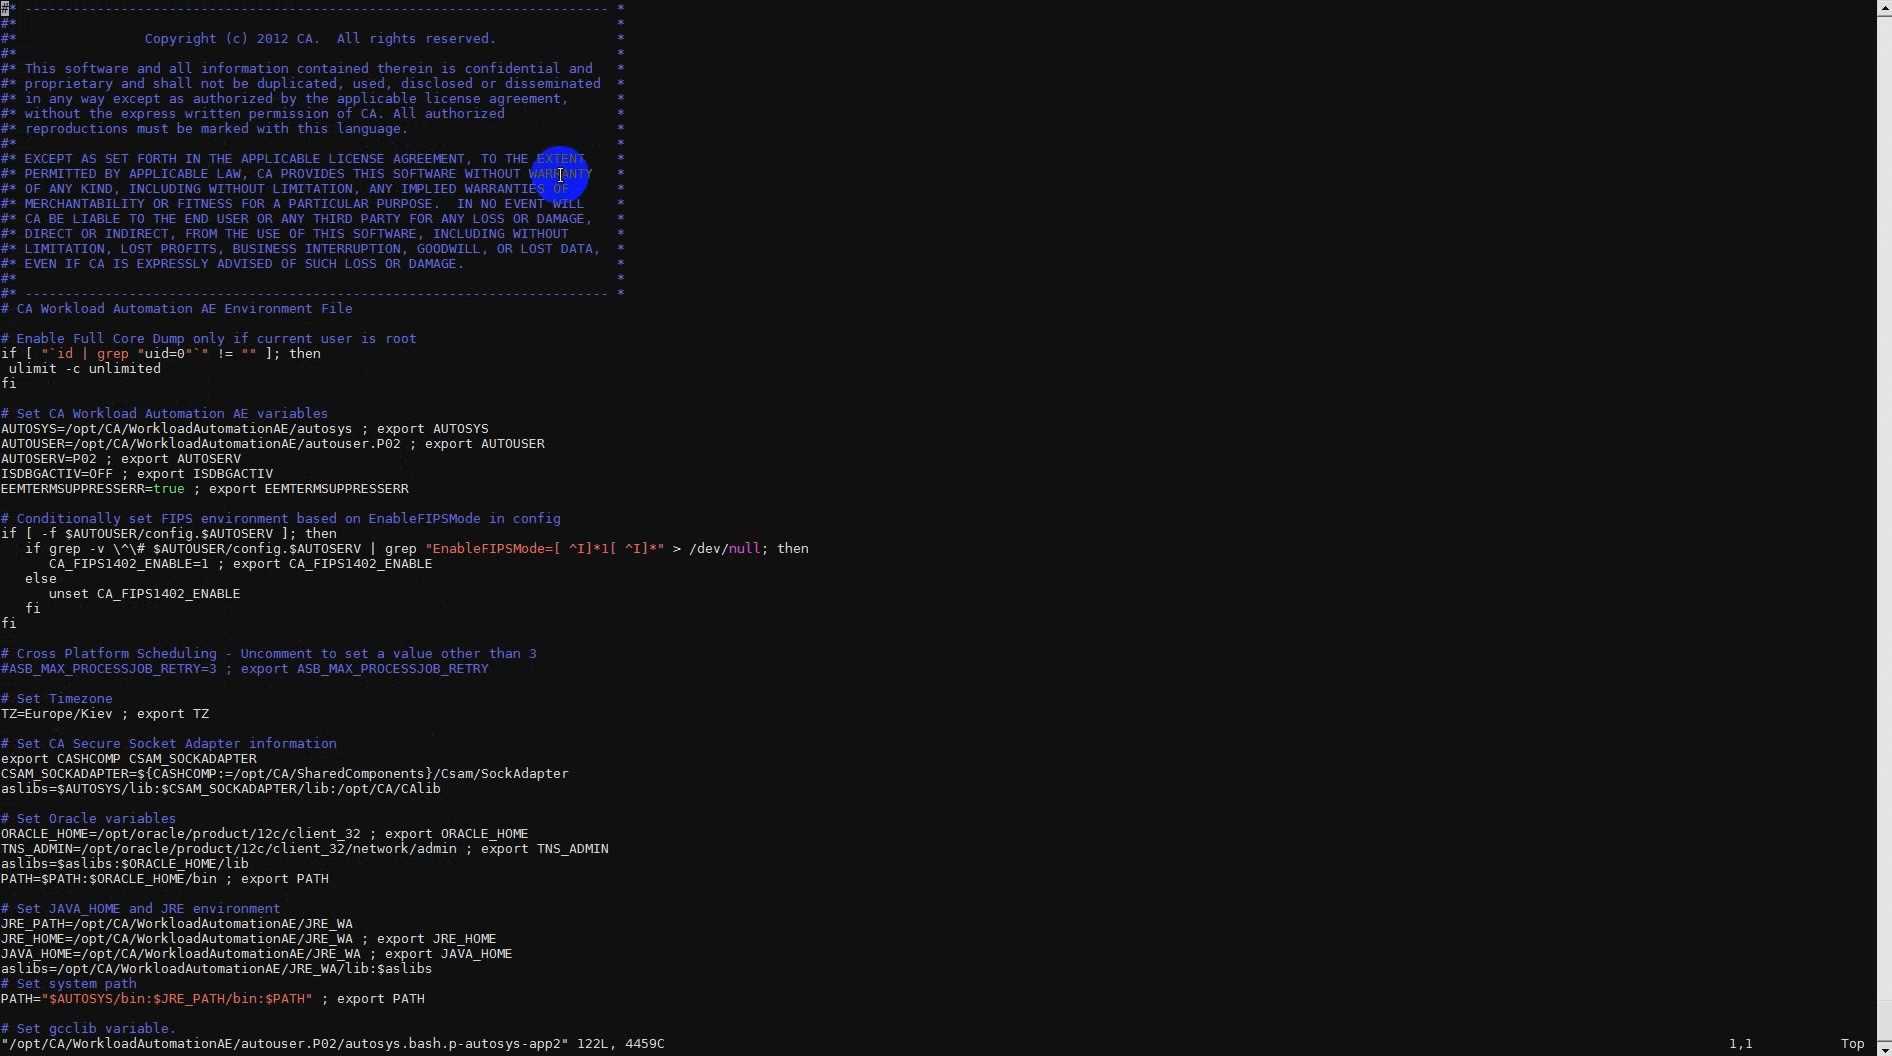 #* ------------------------------------------------------------------------- *
#*                                                                           *
#*                Copyright (c) 2012 CA.  All rights reserved.               *
#*                                                                           *
#* This software and all information contained therein is confidential and   *
#* proprietary and shall not be duplicated, used, disclosed or disseminated  *
#* in any way except as authorized by the applicable license agreement,      *
#* without the express written permission of CA. All authorized              *
#* reproductions must be marked with this language.                          *
#*                                                                           *
#* EXCEPT AS SET FORTH IN THE APPLICABLE LICENSE AGREEMENT, TO THE EXTENT    *
#* PERMITTED BY APPLICABLE LAW, CA PROVIDES THIS SOFTWARE WITHOUT WARRANTY   *
#* OF ANY KIND, INCLUDING WITHOUT LIMITATION, ANY IMPLIED WARRANTIES OF      *
#* MERCHANTABILITY OR FITNESS FOR A PARTICULAR PURPOSE.  IN NO EVENT WILL    *
#* CA BE LIABLE TO THE END USER OR ANY THIRD PARTY FOR ANY LOSS OR DAMAGE,   *
#* DIRECT OR INDIRECT, FROM THE USE OF THIS SOFTWARE, INCLUDING WITHOUT      *
#* LIMITATION, LOST PROFITS, BUSINESS INTERRUPTION, GOODWILL, OR LOST DATA,  *
#* EVEN IF CA IS EXPRESSLY ADVISED OF SUCH LOSS OR DAMAGE.                   *
#*                                                                           *
#* ------------------------------------------------------------------------- *
# CA Workload Automation AE Environment File

# Enable Full Core Dump only if current user is root
if [ "`id | grep "uid=0"`" != "" ]; then
 ulimit -c unlimited
fi

# Set CA Workload Automation AE variables
AUTOSYS=/opt/CA/WorkloadAutomationAE/autosys ; export AUTOSYS
AUTOUSER=/opt/CA/WorkloadAutomationAE/autouser.P02 ; export AUTOUSER
AUTOSERV=P02 ; export AUTOSERV
ISDBGACTIV=OFF ; export ISDBGACTIV
EEMTERMSUPPRESSERR=true ; export EEMTERMSUPPRESSERR

# Conditionally set FIPS environment based on EnableFIPSMode in config
if [ -f $AUTOUSER/config.$AUTOSERV ]; then
   if grep -v \^\# $AUTOUSER/config.$AUTOSERV | grep "EnableFIPSMode=[ ^I]*1[ ^I]*" > /dev/null; then
      CA_FIPS1402_ENABLE=1 ; export CA_FIPS1402_ENABLE
   else
      unset CA_FIPS1402_ENABLE
   fi
fi

# Cross Platform Scheduling - Uncomment to set a value other than 3
#ASB_MAX_PROCESSJOB_RETRY=3 ; export ASB_MAX_PROCESSJOB_RETRY

# Set Timezone
TZ=Europe/Kiev ; export TZ

# Set CA Secure Socket Adapter information
export CASHCOMP CSAM_SOCKADAPTER
CSAM_SOCKADAPTER=${CASHCOMP:=/opt/CA/SharedComponents}/Csam/SockAdapter
aslibs=$AUTOSYS/lib:$CSAM_SOCKADAPTER/lib:/opt/CA/CAlib

# Set Oracle variables
ORACLE_HOME=/opt/oracle/product/12c/client_32 ; export ORACLE_HOME
TNS_ADMIN=/opt/oracle/product/12c/client_32/network/admin ; export TNS_ADMIN
aslibs=$aslibs:$ORACLE_HOME/lib
PATH=$PATH:$ORACLE_HOME/bin ; export PATH

# Set JAVA_HOME and JRE environment
JRE_PATH=/opt/CA/WorkloadAutomationAE/JRE_WA
JRE_HOME=/opt/CA/WorkloadAutomationAE/JRE_WA ; export JRE_HOME
JAVA_HOME=/opt/CA/WorkloadAutomationAE/JRE_WA ; export JAVA_HOME
aslibs=/opt/CA/WorkloadAutomationAE/JRE_WA/lib:$aslibs
# Set system path
PATH="$AUTOSYS/bin:$JRE_PATH/bin:$PATH" ; export PATH

# Set gcclib variable.
"/opt/CA/WorkloadAutomationAE/autouser.P02/autosys.bash.p-autosys-app2" 122L, 4459C 1,1 Top